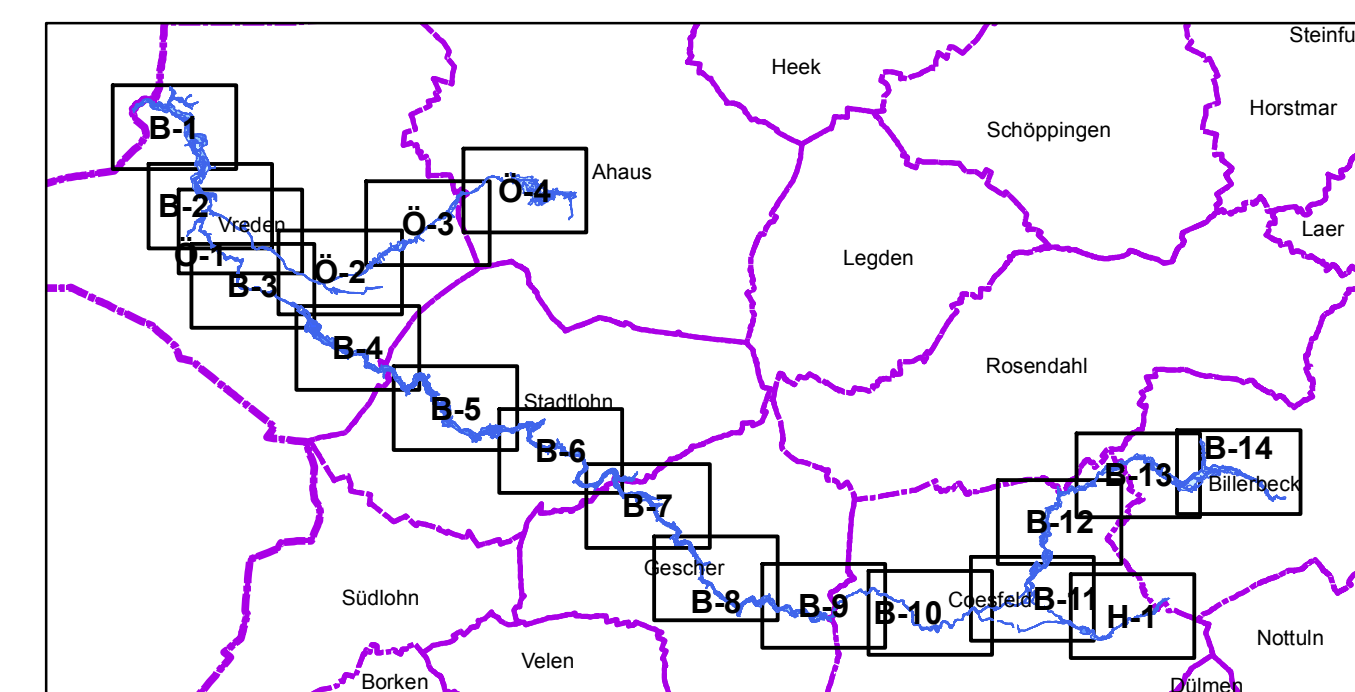 Steinfu
Heek
Horstmar
B-1
Schöppingen
Ahaus
Ö-4
B-2
Vreden
Ö-3
Laer
Ö-1
Legden
Ö-2
B-3
B-4
Rosendahl
Stadtlohn
B-5
B-6
B-14
B-13
Billerbeck
B-7
B-12
Gescher
Südlohn
B-8
B-9
B-10
Coesfeld
B-11
H-1
Nottuln
Velen
Borken
Dülmen